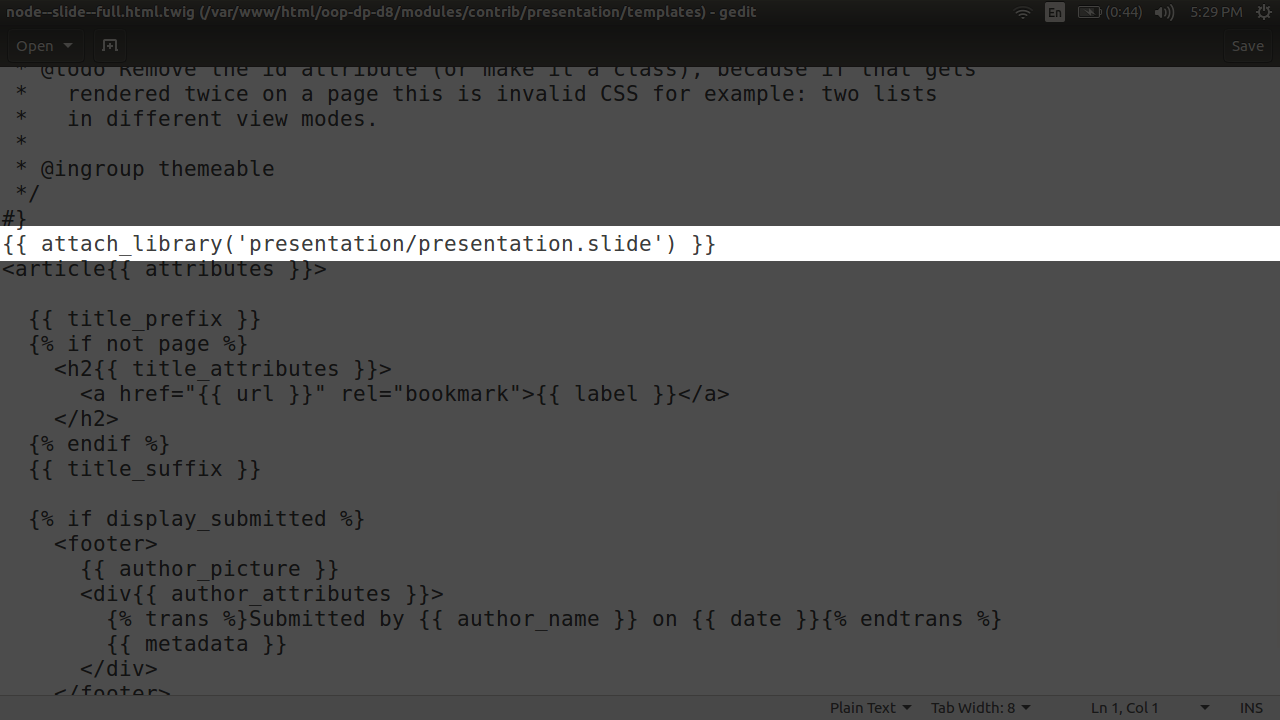 node--slide--full.html.twig (/var/www/html/oop-dp-d8/modules/contrib/presentation/templates) - gedit
En (0:44) 5:29 PM
Open Save
* @todo Remove the id attribute (or make it a class), because if that gets
*   rendered twice on a page this is invalid CSS for example: two lists
*   in different view modes.
*
* @ingroup themeable
*/
#}
{{ attach_library('presentation/presentation.slide') }}
<article{{ attributes }}>
{{ title_prefix }}
{% if not page %}
<h2{{ title_attributes }}>
<a href="{{ url }}" rel="bookmark">{{ label }}</a>
</h2>
{% endif %}
{{ title_suffix }}
{% if display_submitted %}
<footer>
{{ author_picture }}
<div{{ author_attributes }}>
{% trans %}Submitted by {{ author_name }} on {{ date }}{% endtrans %}
{{ metadata }}
</div>
</footer>
Plain Text Tab Width: 8 Ln 1, Col 1 INS